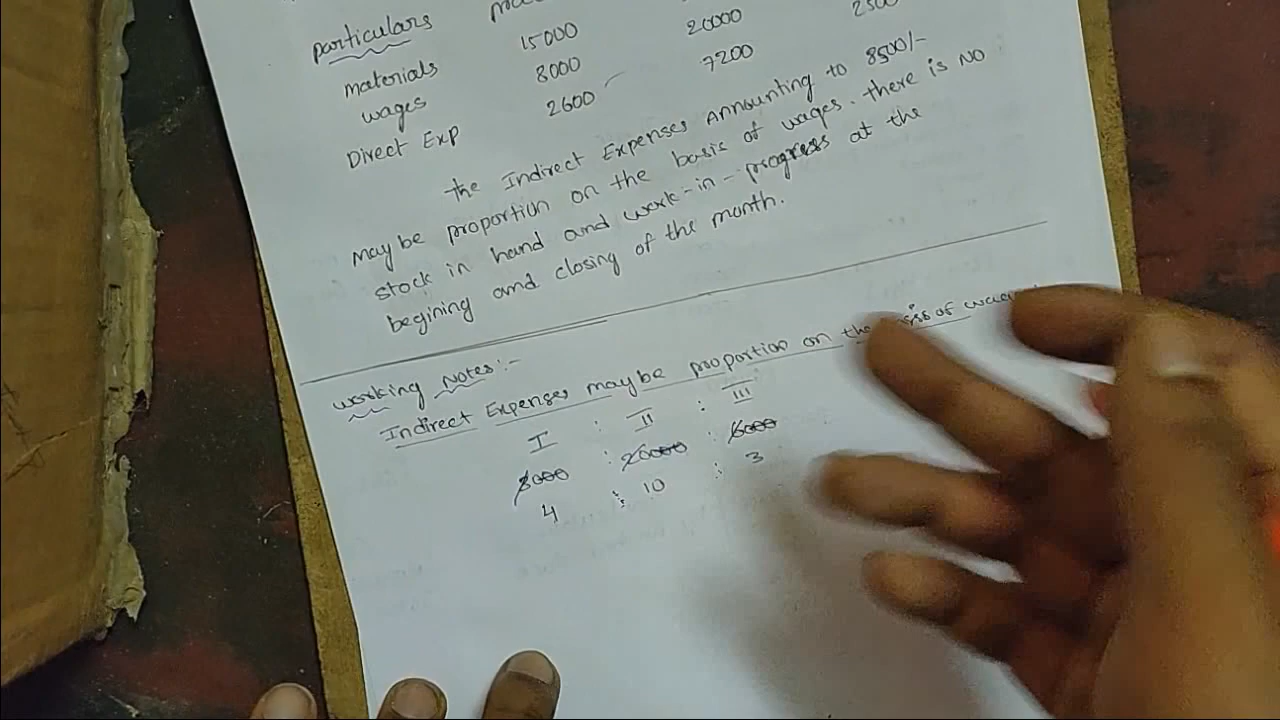 particulars
materials 15000
wages 8000 20000
Direct Exp 2600 7200
the Indirect Expenses Amounting to 8500/-
may be proportion on the basis of wages. there is NO
stock in hand and work-in-progress at the
begining and closing of the month.
working Notes:-
Indirect Expenses may be proportion on the of
I : II : III
8000 : 20000 : 6000
4 : 10 : 3